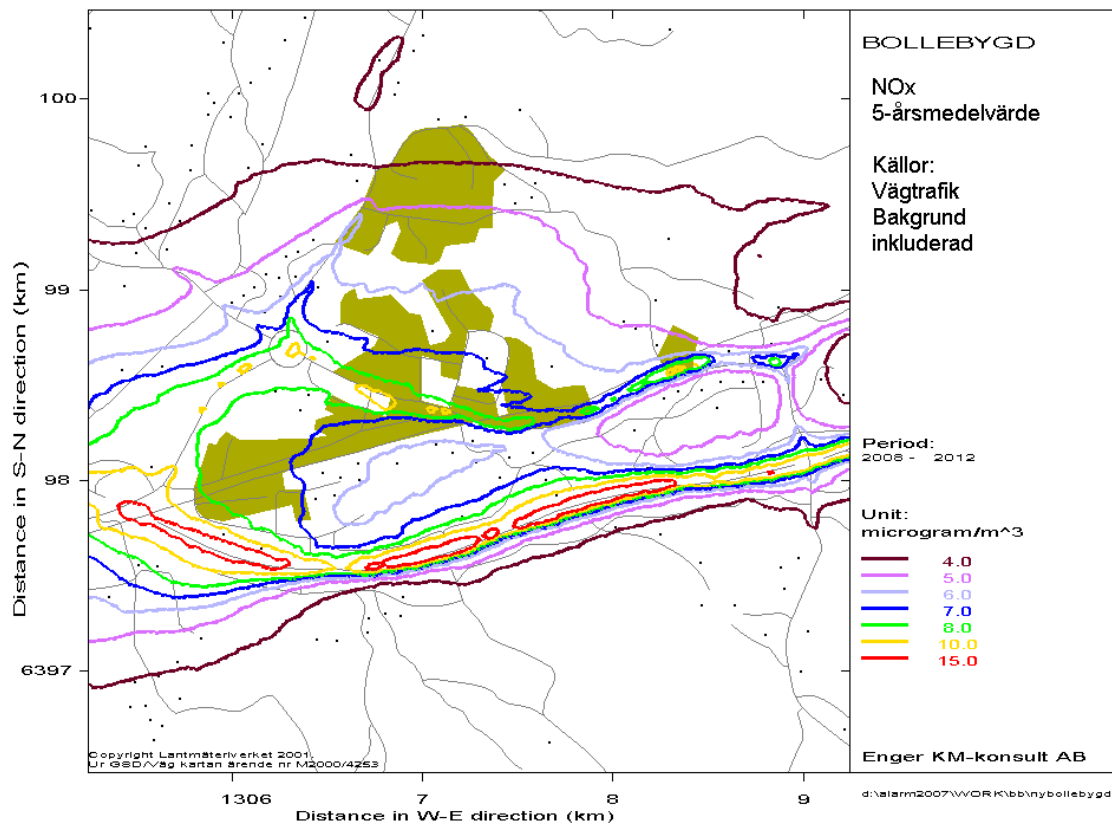 BOLLEBYGD
NOx
5-årsmedelvärde
Källor:
Vägtrafik
Bakgrund
inkluderad
Period:
2008 - 2012
Unit:
microgram/m^3
4.0
5.0
6.0
7.0
8.0
10.0
15.0
Enger KM-konsult AB
d:\alarm2007\WORK\bb\nybollebygd
Distance in S-N direction (km)
100
99
98
6397
Copyright Lantmäteriverket 2001.
Ur GSD/Väg kartan ärende nr M2000/4253
1306
7
8
9
Distance in W-E direction (km)